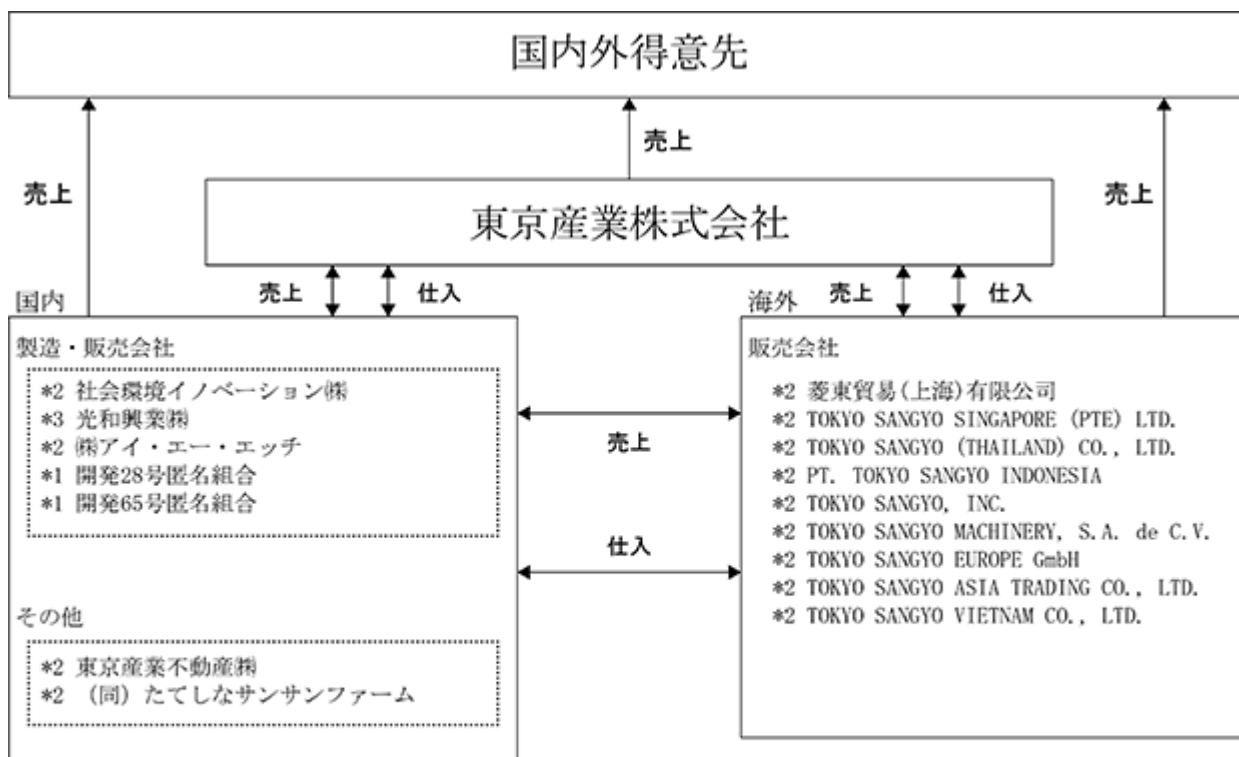 国内外得意先
売上
売上
売上
東京産業株式会社
売上
仕入
売上
仕入
国内
製造・販売会社
*2 社会環境イノベーション㈱
*3 光和興業㈱
*2 ㈱アイ・エー・エッチ
*1 開発28号匿名組合
*1 開発65号匿名組合
その他
*2 東京産業不動産㈱
*2 （同）たてしなサンサンファーム
売上
仕入
海外
販売会社
*2 菱東貿易(上海)有限公司
*2 TOKYO SANGYO SINGAPORE (PTE) LTD.
*2 TOKYO SANGYO (THAILAND) CO., LTD.
*2 PT. TOKYO SANGYO INDONESIA
*2 TOKYO SANGYO, INC.
*2 TOKYO SANGYO MACHINERY, S.A. de C.V.
*2 TOKYO SANGYO EUROPE GmbH
*2 TOKYO SANGYO ASIA TRADING CO., LTD.
*2 TOKYO SANGYO VIETNAM CO., LTD.